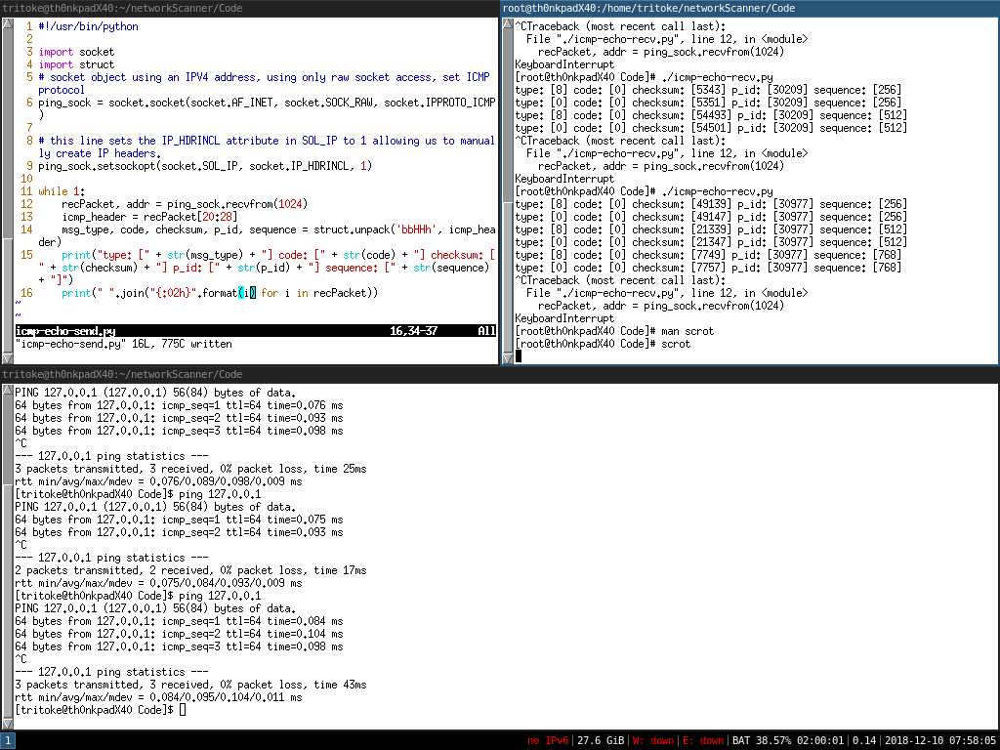 tritoke@th0nkpadX40:~/networkScanner/Code
1 #!/usr/bin/python
2
3 import socket
4 import struct
5 # socket object using an IPV4 address, using only raw socket access, set ICMP
protocol
6 ping_sock = socket.socket(socket.AF_INET, socket.SOCK_RAW, socket.IPPROTO_ICMP
)
7
8 # this line sets the IP_HDRINCL attribute in SOL_IP to 1 allowing us to manual
ly create IP headers.
9 ping_sock.setsockopt(socket.SOL_IP, socket.IP_HDRINCL, 1)
10
11 while 1:
12     recPacket, addr = ping_sock.recvfrom(1024)
13     icmp_header = recPacket[20:28]
14     msg_type, code, checksum, p_id, sequence = struct.unpack('bbHHh', icmp_hea
der)
15     print("type: [" + str(msg_type) + "] code: [" + str(code) + "] checksum: [
" + str(checksum) + "] p_id: [" + str(p_id) + "] sequence: [" + str(sequence)
+ "]")
16     print(" ".join("{:02h}".format(i) for i in recPacket))
~
~
icmp-echo-send.py 16,34-37 All
"icmp-echo-send.py" 16L, 775C written
root@th0nkpadX40:/home/tritoke/networkScanner/Code
^CTraceback (most recent call last):
  File "./icmp-echo-recv.py", line 12, in <module>
    recPacket, addr = ping_sock.recvfrom(1024)
KeyboardInterrupt
[root@th0nkpadX40 Code]# ./icmp-echo-recv.py
type: [8] code: [0] checksum: [5343] p_id: [30209] sequence: [256]
type: [0] code: [0] checksum: [5351] p_id: [30209] sequence: [256]
type: [8] code: [0] checksum: [54493] p_id: [30209] sequence: [512]
type: [0] code: [0] checksum: [54501] p_id: [30209] sequence: [512]
^CTraceback (most recent call last):
  File "./icmp-echo-recv.py", line 12, in <module>
    recPacket, addr = ping_sock.recvfrom(1024)
KeyboardInterrupt
[root@th0nkpadX40 Code]# ./icmp-echo-recv.py
type: [8] code: [0] checksum: [49139] p_id: [30977] sequence: [256]
type: [0] code: [0] checksum: [49147] p_id: [30977] sequence: [256]
type: [8] code: [0] checksum: [21339] p_id: [30977] sequence: [512]
type: [0] code: [0] checksum: [21347] p_id: [30977] sequence: [512]
type: [8] code: [0] checksum: [7749] p_id: [30977] sequence: [768]
type: [0] code: [0] checksum: [7757] p_id: [30977] sequence: [768]
^CTraceback (most recent call last):
  File "./icmp-echo-recv.py", line 12, in <module>
    recPacket, addr = ping_sock.recvfrom(1024)
KeyboardInterrupt
[root@th0nkpadX40 Code]# man scrot
[root@th0nkpadX40 Code]# scrot
tritoke@th0nkpadX40:~/networkScanner/Code
PING 127.0.0.1 (127.0.0.1) 56(84) bytes of data.
64 bytes from 127.0.0.1: icmp_seq=1 ttl=64 time=0.076 ms
64 bytes from 127.0.0.1: icmp_seq=2 ttl=64 time=0.093 ms
64 bytes from 127.0.0.1: icmp_seq=3 ttl=64 time=0.098 ms
^C
--- 127.0.0.1 ping statistics ---
3 packets transmitted, 3 received, 0% packet loss, time 25ms
rtt min/avg/max/mdev = 0.076/0.089/0.098/0.009 ms
[tritoke@th0nkpadX40 Code]$ ping 127.0.0.1
PING 127.0.0.1 (127.0.0.1) 56(84) bytes of data.
64 bytes from 127.0.0.1: icmp_seq=1 ttl=64 time=0.075 ms
64 bytes from 127.0.0.1: icmp_seq=2 ttl=64 time=0.093 ms
^C
--- 127.0.0.1 ping statistics ---
2 packets transmitted, 2 received, 0% packet loss, time 17ms
rtt min/avg/max/mdev = 0.075/0.084/0.093/0.009 ms
[tritoke@th0nkpadX40 Code]$ ping 127.0.0.1
PING 127.0.0.1 (127.0.0.1) 56(84) bytes of data.
64 bytes from 127.0.0.1: icmp_seq=1 ttl=64 time=0.084 ms
64 bytes from 127.0.0.1: icmp_seq=2 ttl=64 time=0.104 ms
64 bytes from 127.0.0.1: icmp_seq=3 ttl=64 time=0.098 ms
^C
--- 127.0.0.1 ping statistics ---
3 packets transmitted, 3 received, 0% packet loss, time 43ms
rtt min/avg/max/mdev = 0.084/0.095/0.104/0.011 ms
[tritoke@th0nkpadX40 Code]$
1 no IPv6|27.6 GiB|W: down|E: down|BAT 38.57% 02:00:01|0.14|2018-12-10 07:58:05